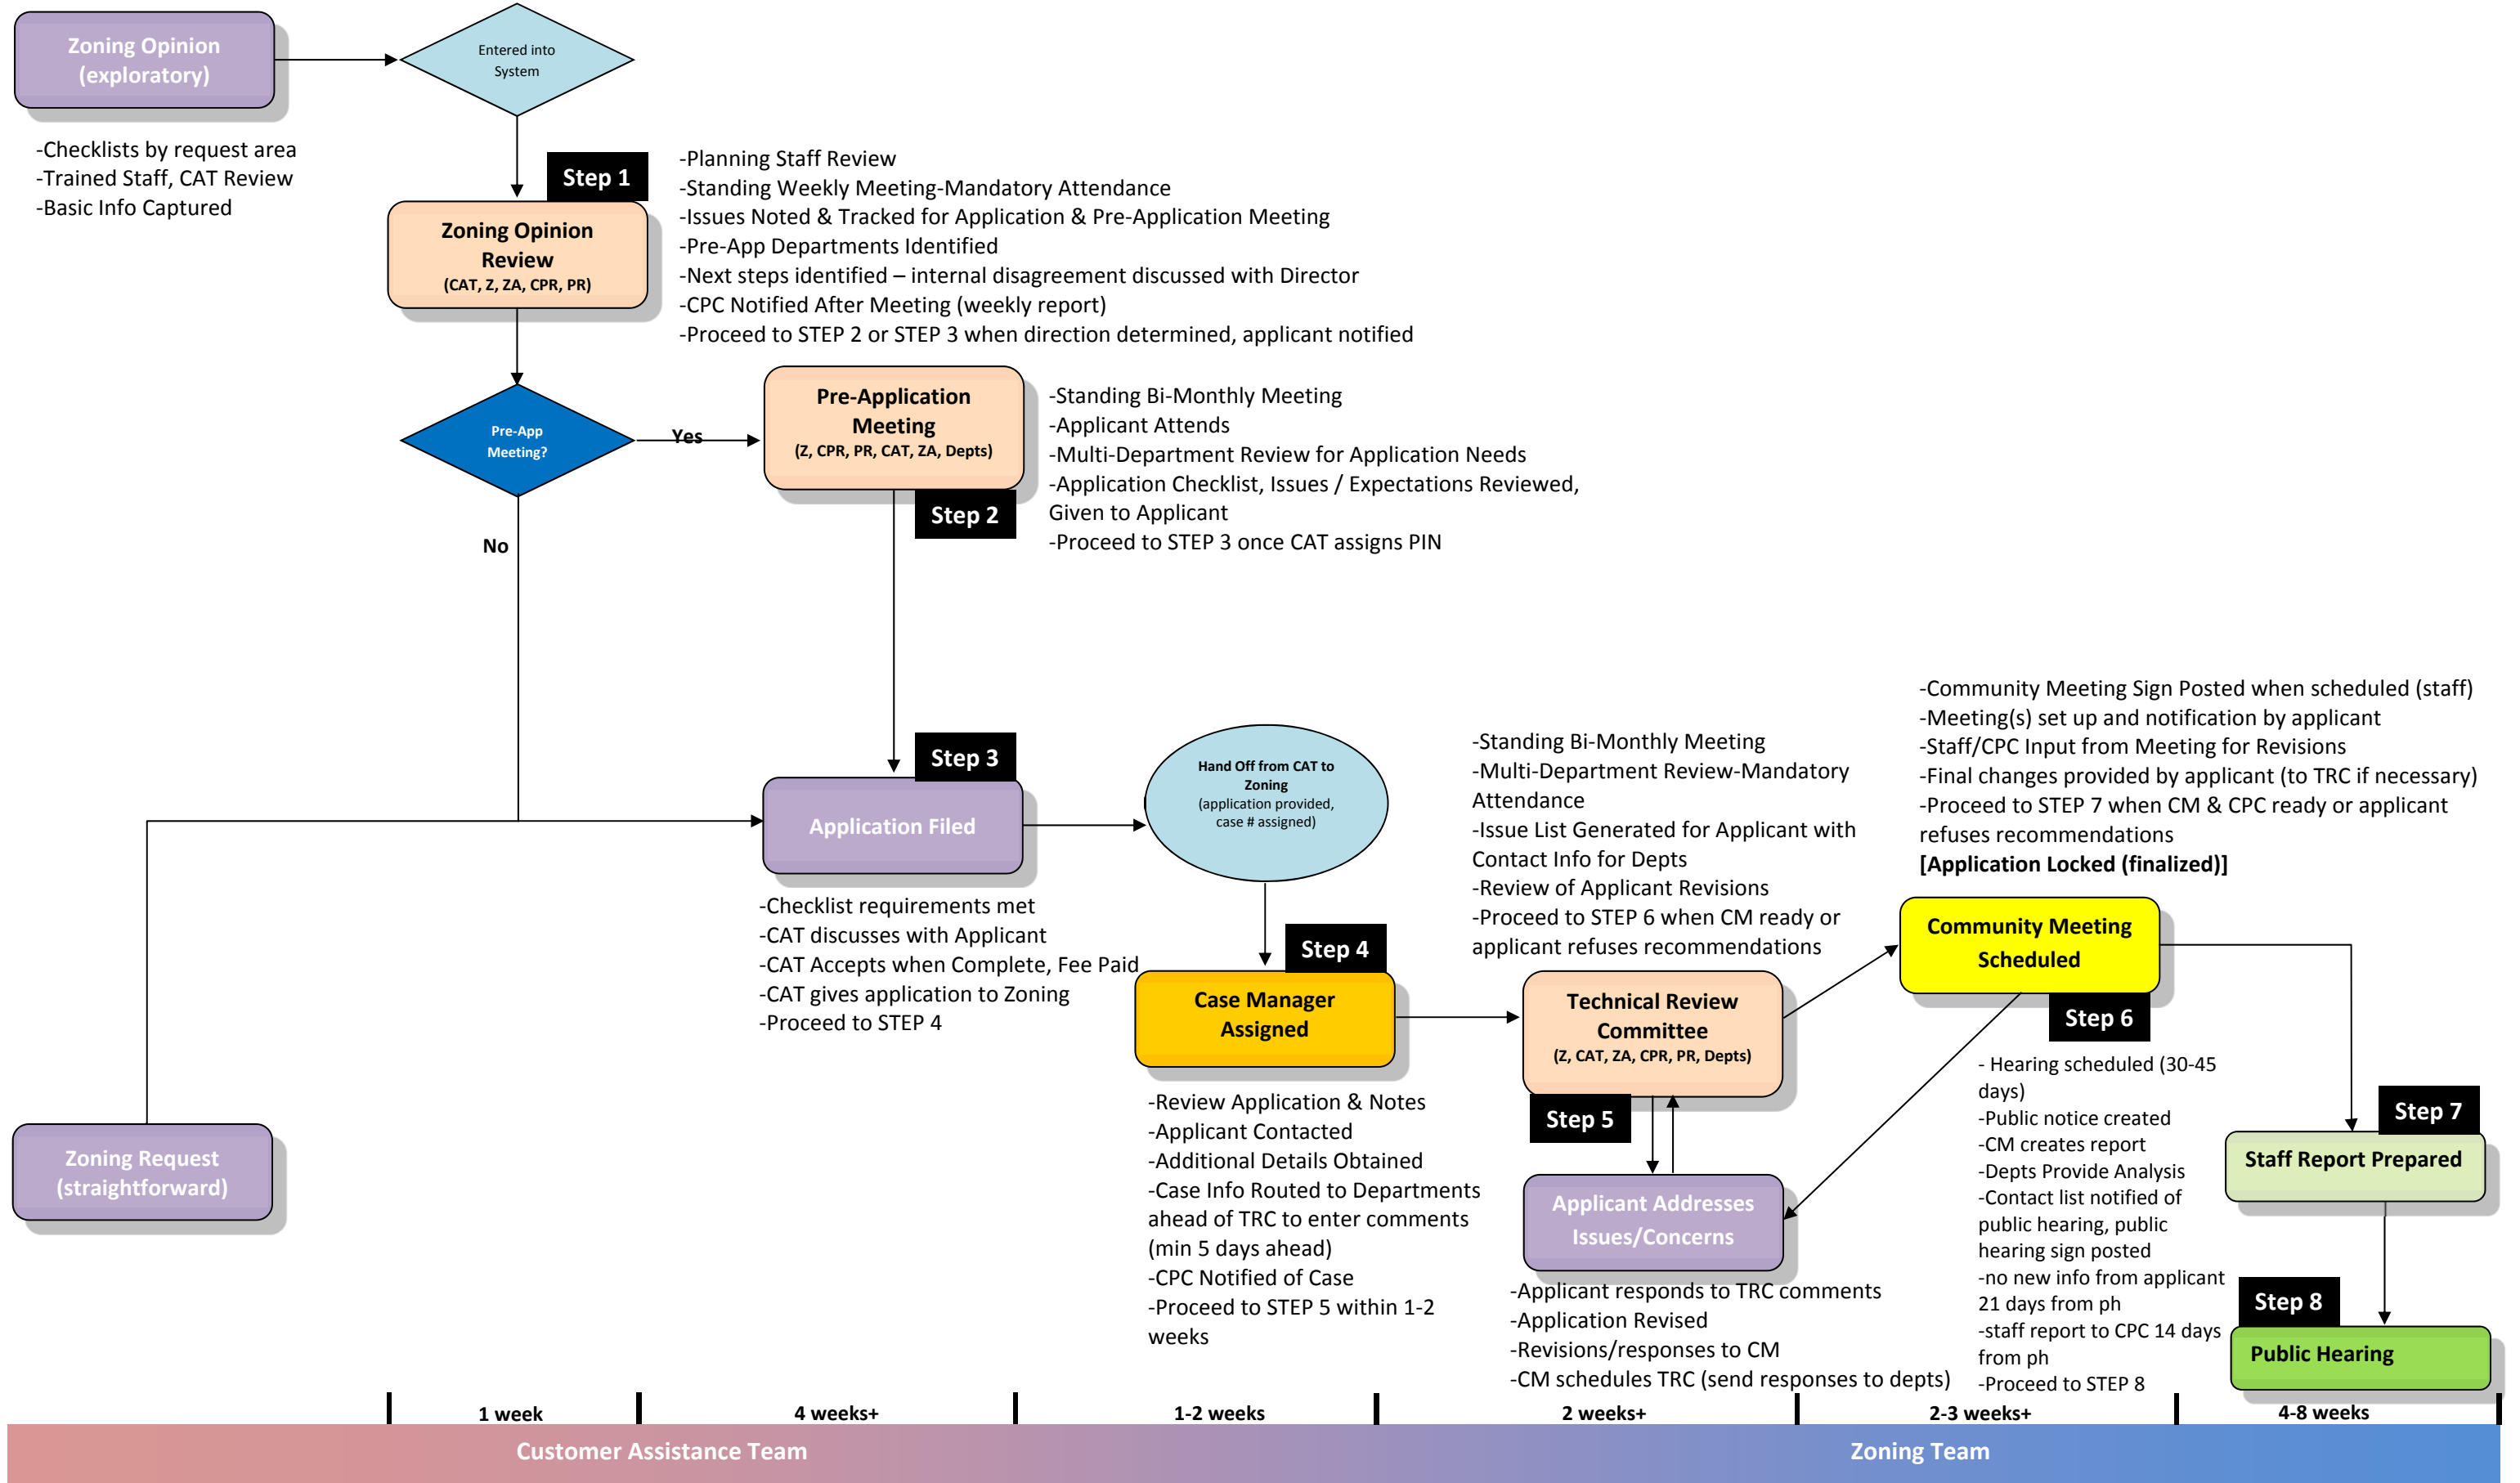 Zoning Opinion
(exploratory)
Entered into
System
-Checklists by request area
-Trained Staff, CAT Review
-Basic Info Captured
Step 1
Zoning Opinion
Review
(CAT, Z, ZA, CPR, PR)
-Planning Staff Review
-Standing Weekly Meeting-Mandatory Attendance
-Issues Noted & Tracked for Application & Pre-Application Meeting
-Pre-App Departments Identified
-Next steps identified – internal disagreement discussed with Director
-CPC Notified After Meeting (weekly report)
-Proceed to STEP 2 or STEP 3 when direction determined, applicant notified
Pre-App
Meeting?
Yes
No
Pre-Application
Meeting
(Z, CPR, PR, CAT, ZA, Depts)
Step 2
-Standing Bi-Monthly Meeting
-Applicant Attends
-Multi-Department Review for Application Needs
-Application Checklist, Issues / Expectations Reviewed,
Given to Applicant
-Proceed to STEP 3 once CAT assigns PIN
Step 3
Application Filed
-Checklist requirements met
-CAT discusses with Applicant
-CAT Accepts when Complete, Fee Paid
-CAT gives application to Zoning
-Proceed to STEP 4
Zoning Request
(straightforward)
Hand Off from CAT to
Zoning
(application provided,
case # assigned)
Step 4
Case Manager
Assigned
-Review Application & Notes
-Applicant Contacted
-Additional Details Obtained
-Case Info Routed to Departments
ahead of TRC to enter comments
(min 5 days ahead)
-CPC Notified of Case
-Proceed to STEP 5 within 1-2
weeks
-Standing Bi-Monthly Meeting
-Multi-Department Review-Mandatory
Attendance
-Issue List Generated for Applicant with
Contact Info for Depts
-Review of Applicant Revisions
-Proceed to STEP 6 when CM ready or
applicant refuses recommendations
Technical Review
Committee
(Z, CAT, ZA, CPR, PR, Depts)
Step 5
Applicant Addresses
Issues/Concerns
-Applicant responds to TRC comments
-Application Revised
-Revisions/responses to CM
-CM schedules TRC (send responses to depts)
-Community Meeting Sign Posted when scheduled (staff)
-Meeting(s) set up and notification by applicant
-Staff/CPC Input from Meeting for Revisions
-Final changes provided by applicant (to TRC if necessary)
-Proceed to STEP 7 when CM & CPC ready or applicant
refuses recommendations
[Application Locked (finalized)]
Community Meeting
Scheduled
Step 6
- Hearing scheduled (30-45
days)
-Public notice created
-CM creates report
-Depts Provide Analysis
-Contact list notified of
public hearing, public
hearing sign posted
-no new info from applicant
21 days from ph
-staff report to CPC 14 days
from ph
-Proceed to STEP 8
Step 7
Staff Report Prepared
Step 8
Public Hearing
1 week
4 weeks+
1-2 weeks
2 weeks+
2-3 weeks+
4-8 weeks
Customer Assistance Team
Zoning Team